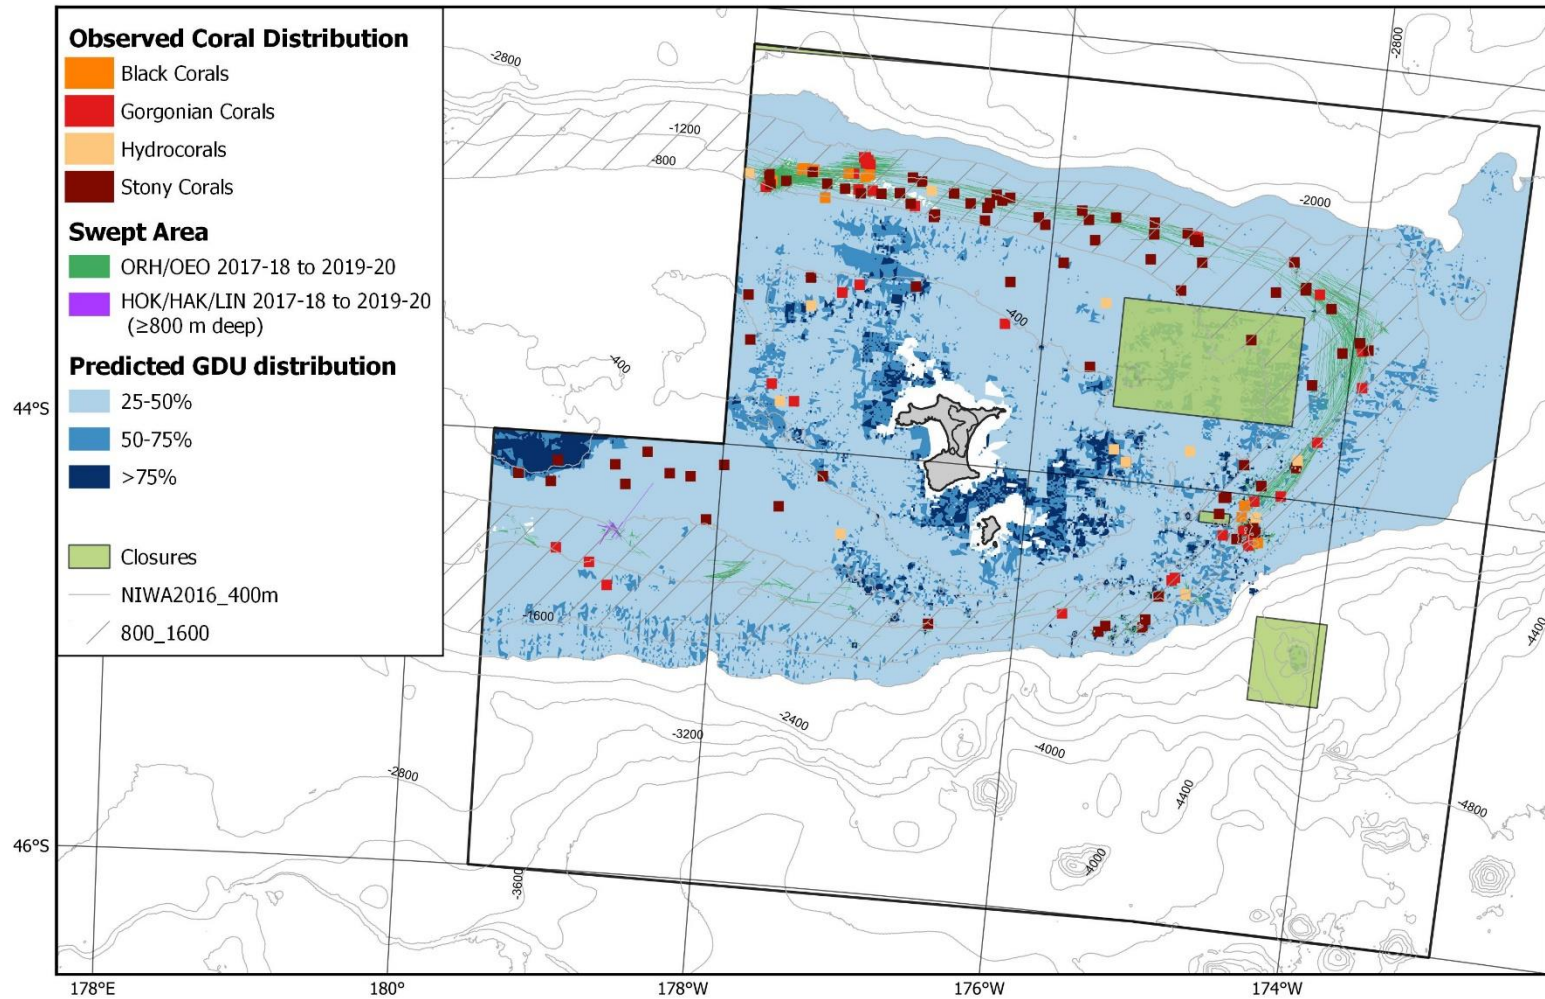 Observed Coral Distribution
Black Corals
Gorgonian Corals
Hydrocorals
Stony Corals
Swept Area
ORH/OEO 2017-18 to 2019-20
HOK/HAK/LIN 2017-18 to 2019-20
(≥800 m deep)
Predicted GDU distribution
25-50%
50-75%
>75%
Closures
NIWA2016_400m
800_1600
-2800
-2800
-1200
-800
-2000
-400
-400
44°S
-1600
-4400
-2400
-3200
-4000
-2800
-4400
-4800
46°S
-4000
-3600
178°E
180°
178°W
176°W
174°W